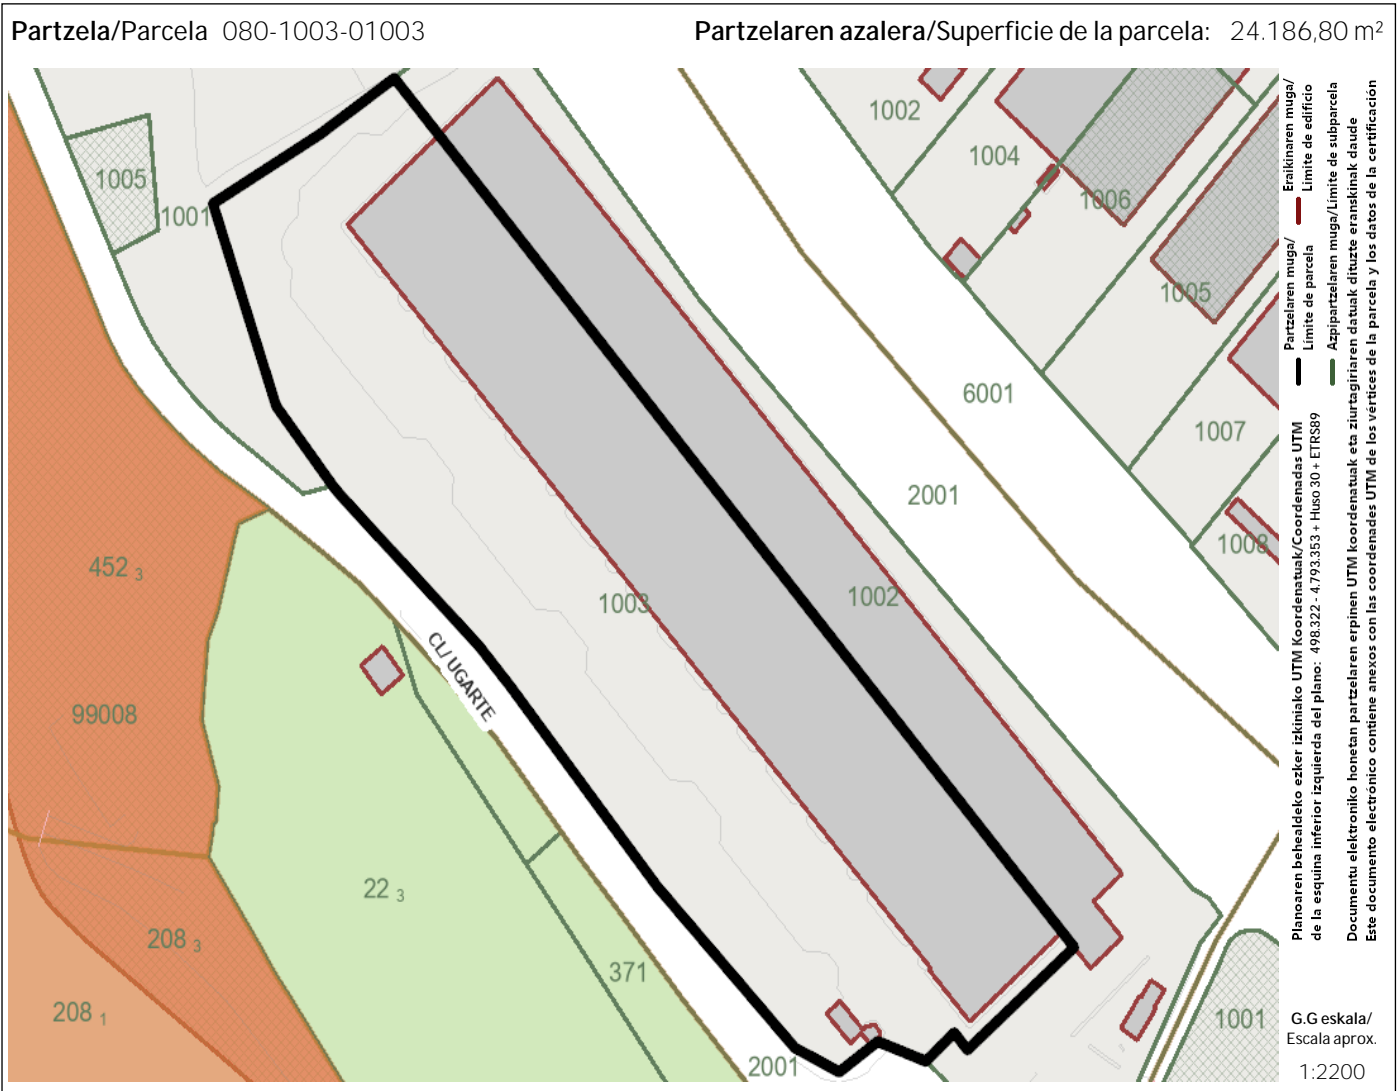 Partzela/Parcela 080-1003-01003
Partzelaren azalera/Superficie de la parcela: 24.186,80 m²
1002
1004
1005
1001
1006
1005
6001
1007
2001
1008
452 3
1003
1002
CL/ UGARTE
99008
22 3
208 3
371
208 1
1001
2001
Planoaren behealdeko ezker izkiniako UTM Koordenatuak/Coordenadas UTM
de la esquina inferior izquierda del plano: 498.322 - 4.793.353 + Huso 30 + ETRS89
Partzelaren muga/
Límite de parcela
Eraikinaren muga/
Límite de edificio
Azpipartzelaren muga/Límite de subparcela
Documentu elektroniko honetan partzelaren erpinen UTM koordenatuak eta ziurtagiriaren datuak dituzte eranskinak daude
Este documento electrónico contiene anexos con las coordenadas UTM de los vértices de la parcela y los datos de la certificación
G.G eskala/
Escala aprox.
1:2200